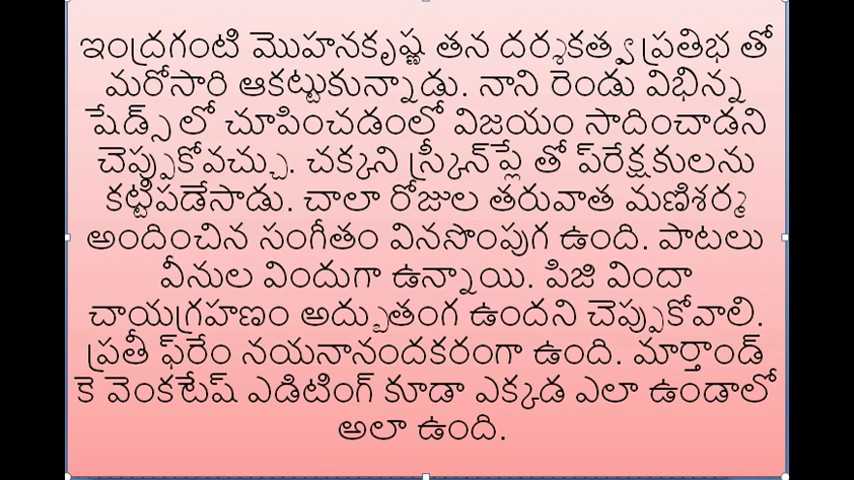 ఇంద్రగంటి మొహనకృష్ణ తన దర్శకత్వ ప్రతిభ తో
మరోసారి ఆకట్టుకున్నాడు. నాని రెండు విభిన్న
షేడ్స్ లో చూపించడంలో విజయం సాదించాడని
చెప్పుకోవచ్చు. చక్కని స్క్రీన్‌ప్లే తో ప్‌రేక్షకులను
కట్టిపడేసాడు. చాలా రోజుల తరువాత మణిశర్మ
అందించిన సంగీతం వినసొంపుగ ఉంది. పాటలు
వీనుల విందుగా ఉన్నాయి. పిజి విందా
చాయగ్రహణం అద్బుతంగ ఉందని చెప్పుకోవాలి.
ప్రతీ ఫ్‌రేం నయనానందకరంగా ఉంది. మార్తాండ్
కె వెంకటేష్ ఎడిటింగ్ కూడా ఎక్కడ ఎలా ఉండాలో
అలా ఉంది.